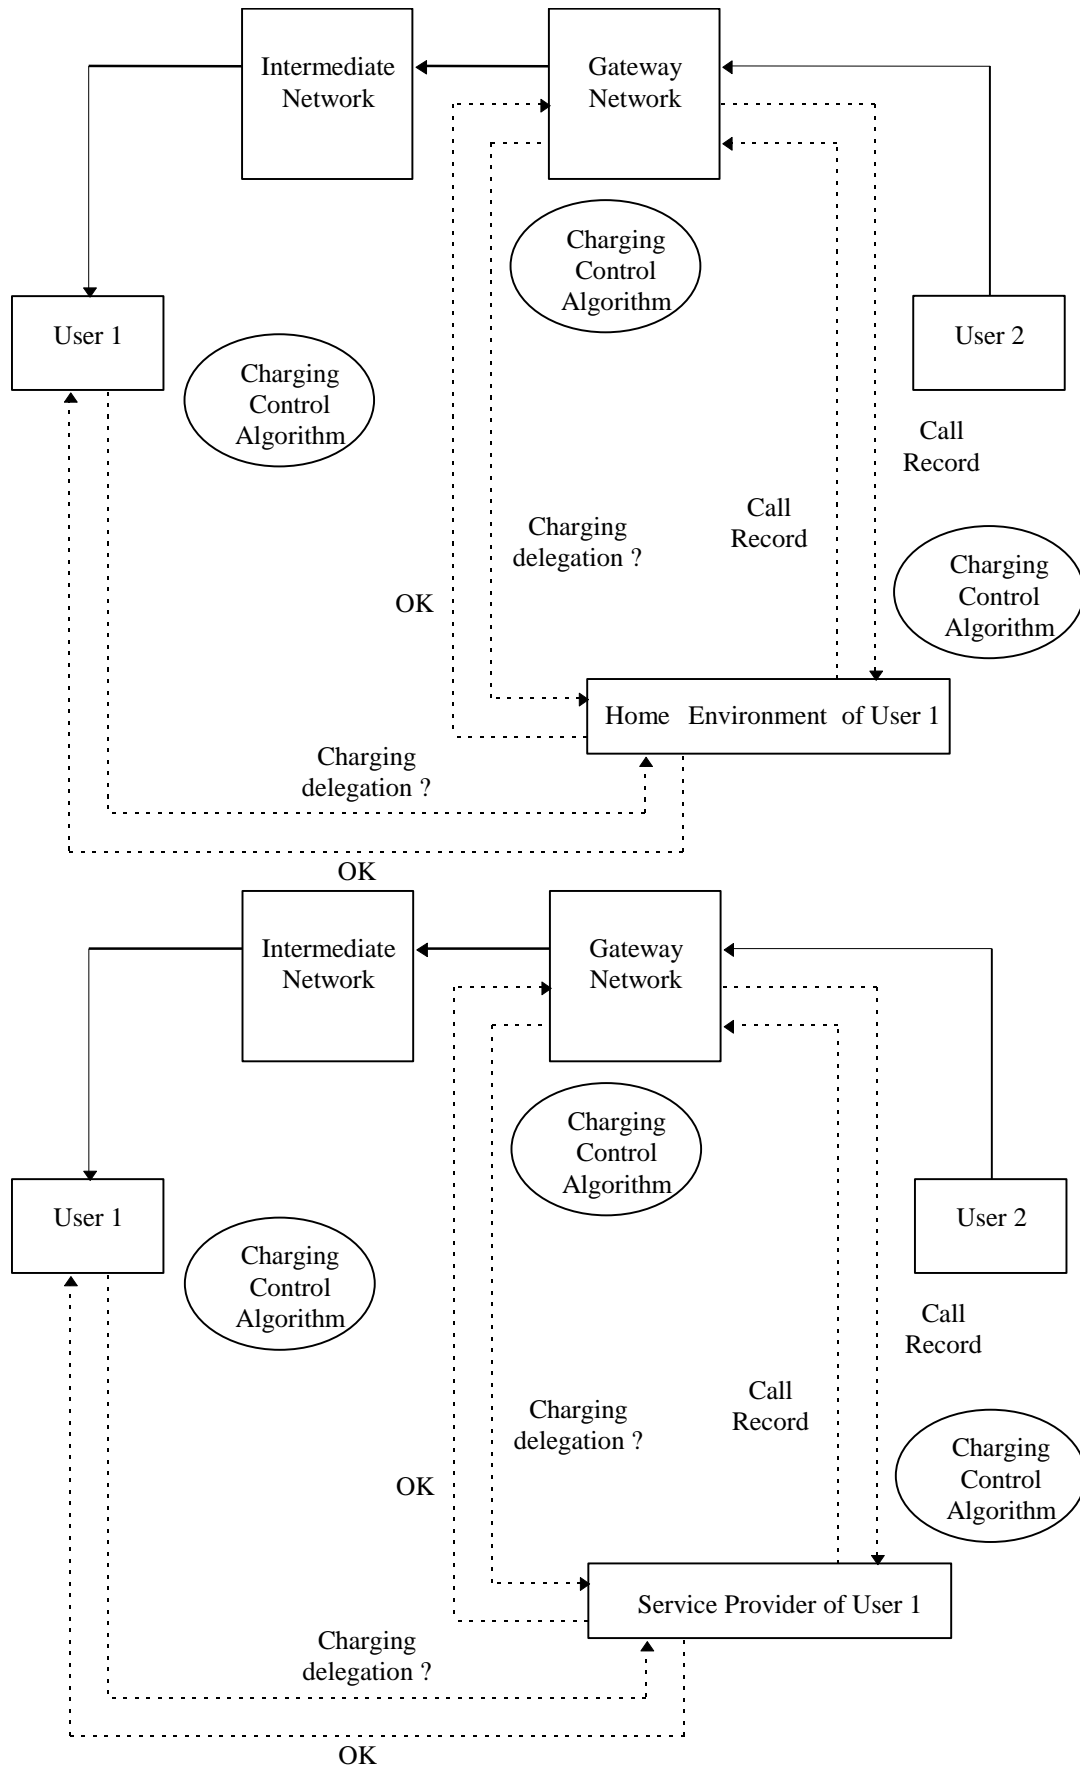 Intermediate
Network
Gateway
Network
Charging
Control
Algorithm
User 1
User 2
Charging
Control
Algorithm
Call
Record
Call
Record
Charging
delegation ?
Charging
Control
Algorithm
OK
Home Environment of User 1
Charging
delegation ?
OK
Intermediate
Network
Gateway
Network
Charging
Control
Algorithm
User 1
User 2
Charging
Control
Algorithm
Call
Record
Call
Record
Charging
delegation ?
Charging
Control
Algorithm
OK
Service Provider of User 1
Charging
delegation ?
OK